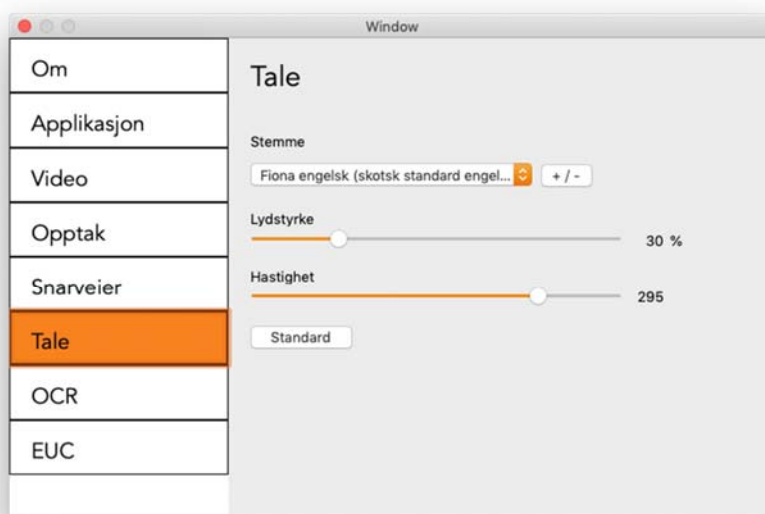 Window
Om
Applikasjon
Video
Opptak
Snarveier
Tale
OCR
EUC
Tale
Stemme
Fiona engelsk (skotsk standard engel... + / -
Lydstyrke
30 %
Hastighet
295
Standard